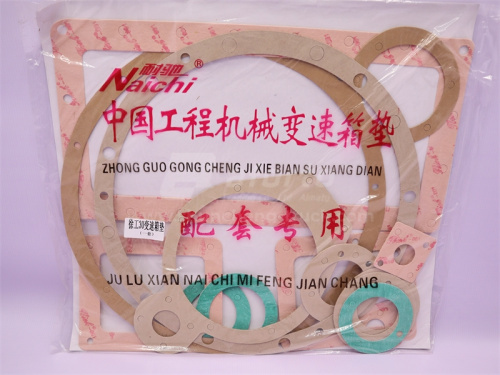 耐驰®
Naichi
中国工程机械变速箱垫
ZHONG GUO GONG CHENG JI XIE BIAN SU XIANG DIAN
徐工30变速箱垫
配套专用
JU LU XIAN NAI CHI MI FENG JIAN CHANG